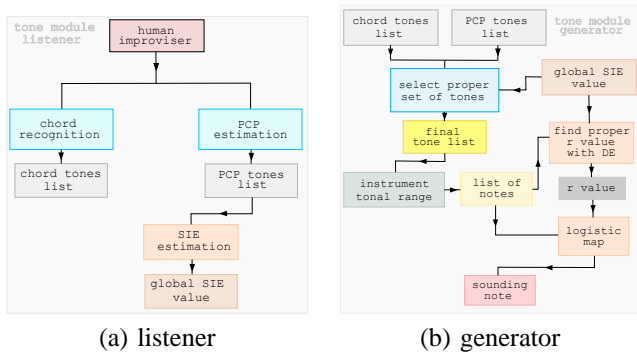 tone module
listener
human
improviser
chord
recognition
PCP
estimation
chord tones
list
PCP tones
list
SIE
estimation
global SIE
value
(a) listener
tone module
generator
chord tones
list
PCP tones
list
select proper
set of tones
global SIE
value
final
tone list
find proper
r value
with DE
instrument
tonal range
list of
notes
r value
logistic
map
sounding
note
(b) generator